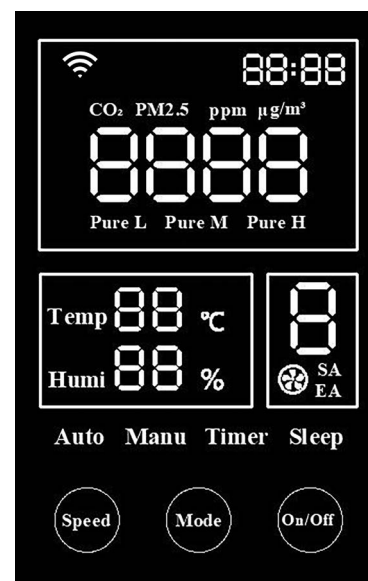 88:88
CO₂ PM2.5 ppm μg/m³
8888
Pure L Pure M Pure H
Temp 88 ℃
Humi 88 %
8
SA
EA
Auto Manu Timer Sleep
Speed Mode On/Off